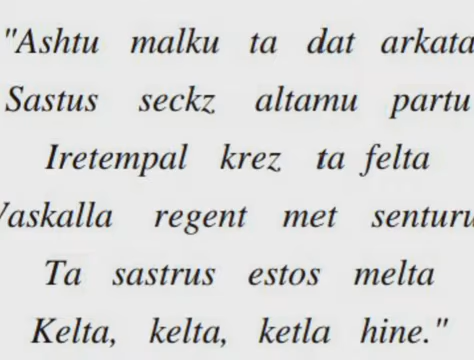 "Ashtu malku ta dat arkata
Sastus seckz altamu partu
Iretempal krez ta felta
Vaskalla regent met senturu
Ta sastrus estos melta
Kelta, kelta, ketla hine."